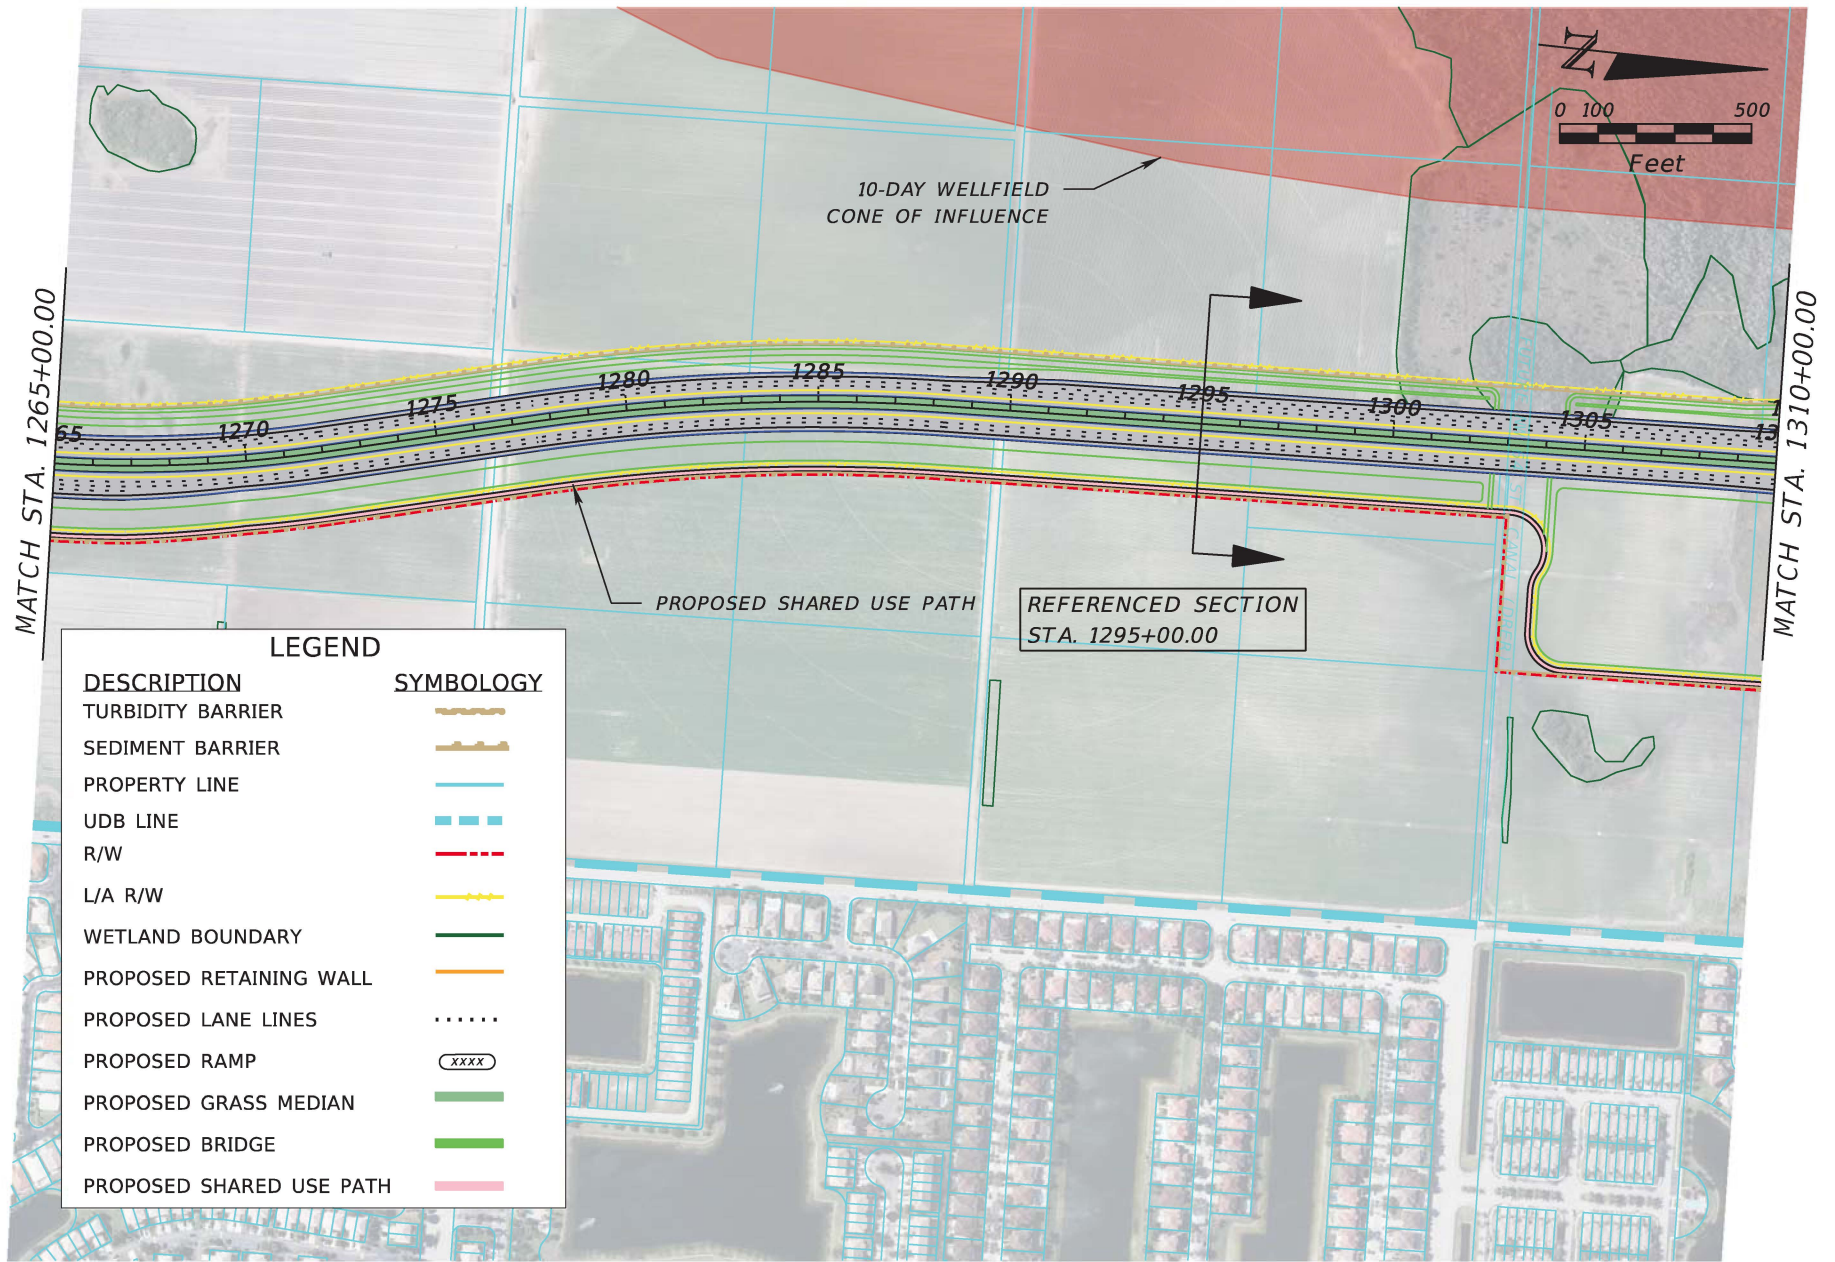 N
0 100 500
Feet
10-DAY WELLFIELD
CONE OF INFLUENCE
MATCH STA. 1265+00.00
MATCH STA. 1310+00.00
65
1270
1275
1280
1285
1290
1295
1300
1305
1
13
PROPOSED SHARED USE PATH
REFERENCED SECTION
STA. 1295+00.00
LEGEND
DESCRIPTION SYMBOLOGY
TURBIDITY BARRIER
SEDIMENT BARRIER
PROPERTY LINE
UDB LINE
R/W
L/A R/W
WETLAND BOUNDARY
PROPOSED RETAINING WALL
PROPOSED LANE LINES
PROPOSED RAMP XXXX
PROPOSED GRASS MEDIAN
PROPOSED BRIDGE
PROPOSED SHARED USE PATH